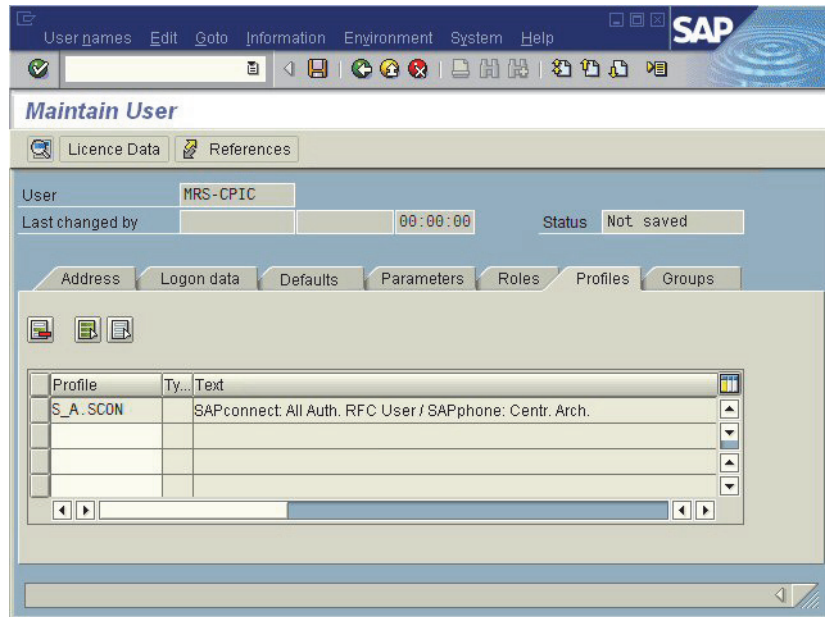 User names Edit Goto Information Environment System Help
SAP
Maintain User
Licence Data References
User MRS-CPIC
Last changed by 00:00:00 Status Not saved
Address Logon data Defaults Parameters Roles Profiles Groups
Profile Ty... Text
S_A.SCON SAPconnect: All Auth. RFC User / SAPphone: Centr. Arch.